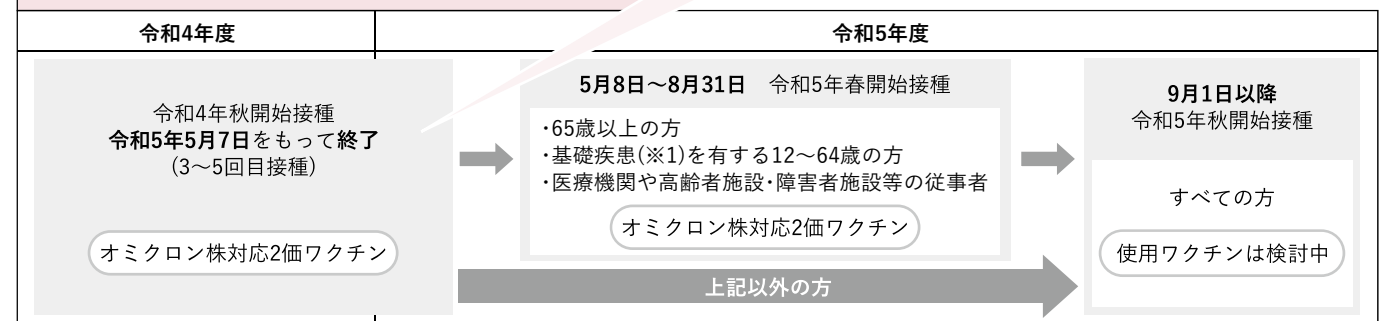 令和4年度
令和5年度
令和4年秋開始接種
令和5年5月7日をもって終了
(3～5回目接種)
オミクロン株対応2価ワクチン
5月8日～8月31日　令和5年春開始接種
・65歳以上の方
・基礎疾患(※1)を有する12～64歳の方
・医療機関や高齢者施設・障害者施設等の従事者
オミクロン株対応2価ワクチン
上記以外の方
9月1日以降
令和5年秋開始接種
すべての方
使用ワクチンは検討中